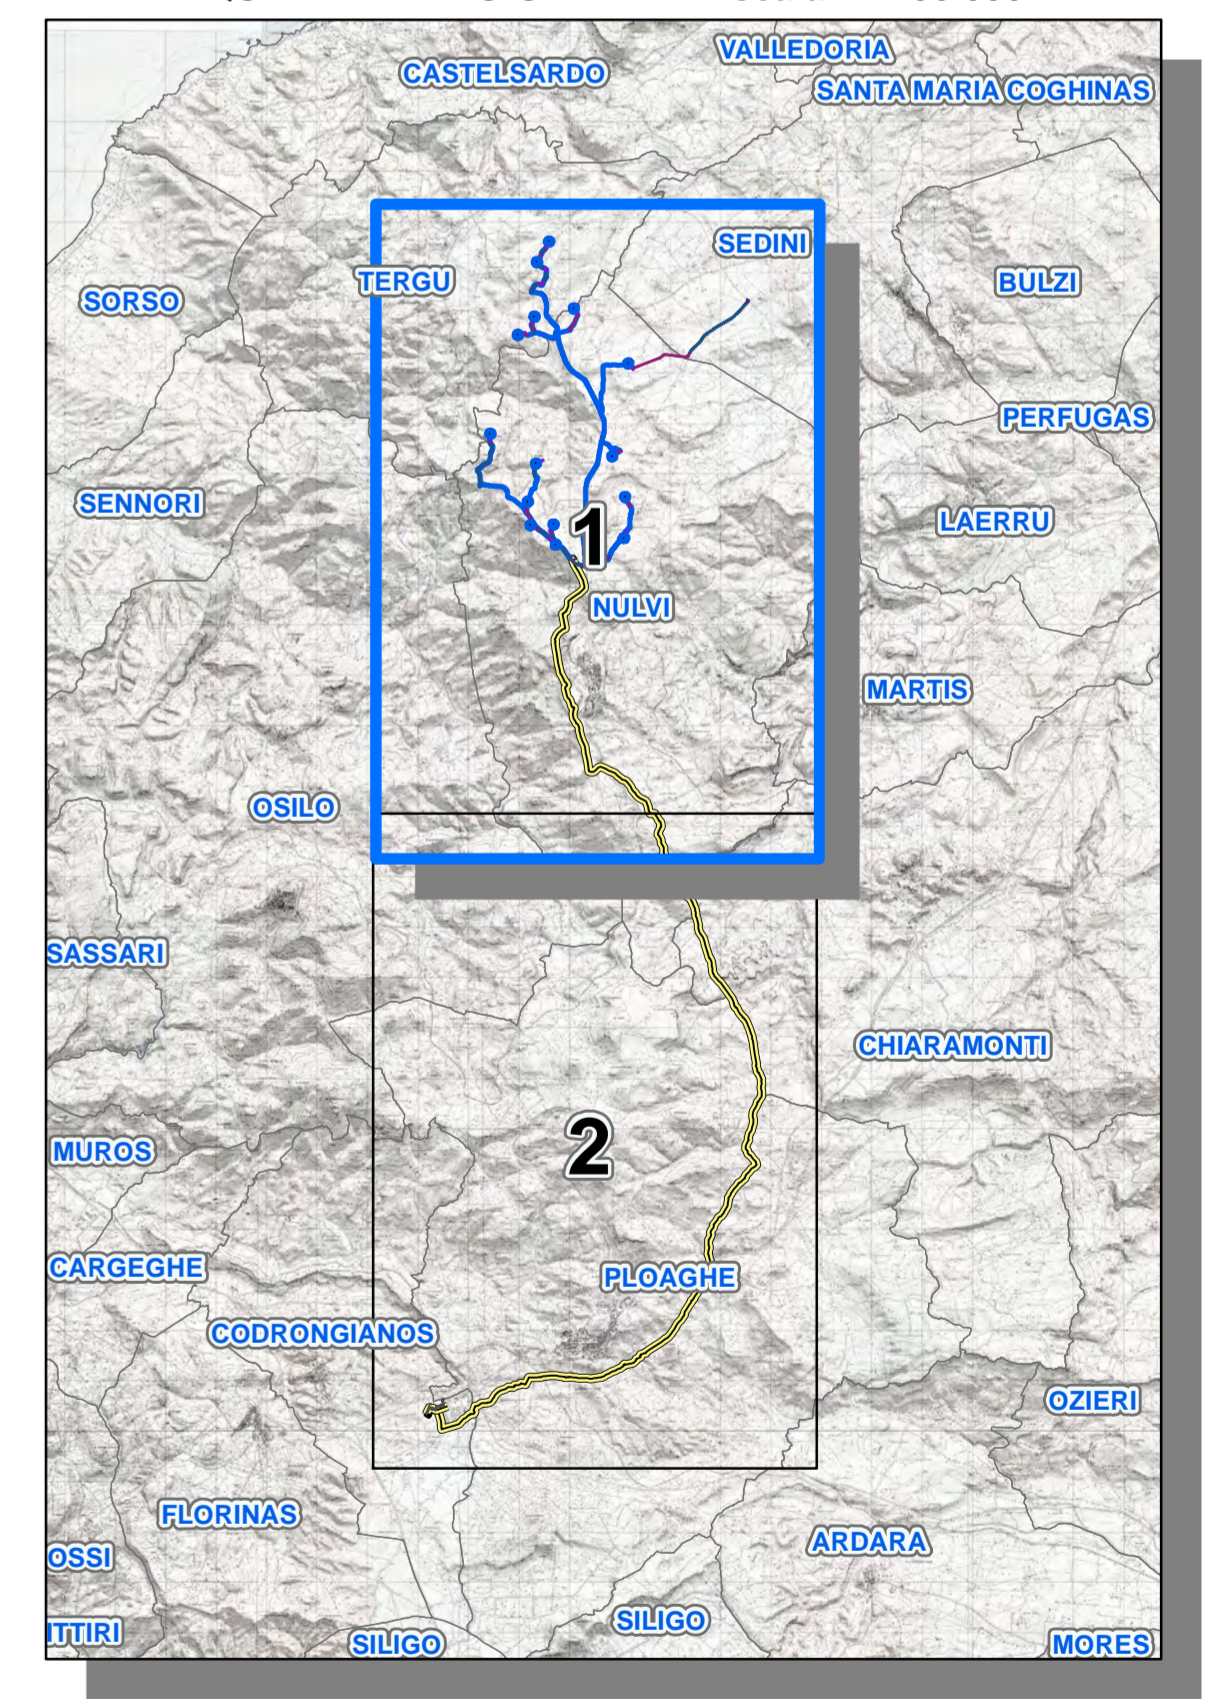 VALLEDORIA
CASTELSARDO
SANTA MARIA COGHINAS
SEDINI
TERGU
BULZI
SORSO
PERFUGAS
SENNORI
LAERRU
1
NULVI
MARTIS
OSILO
SASSARI
CHIARAMONTI
2
MUROS
CARGEGHE
PLOAGHE
CODRONGIANOS
OZIERI
FLORINAS
ARDARA
OSSI
SILIGO
ITTIRI
SILIGO
MORES